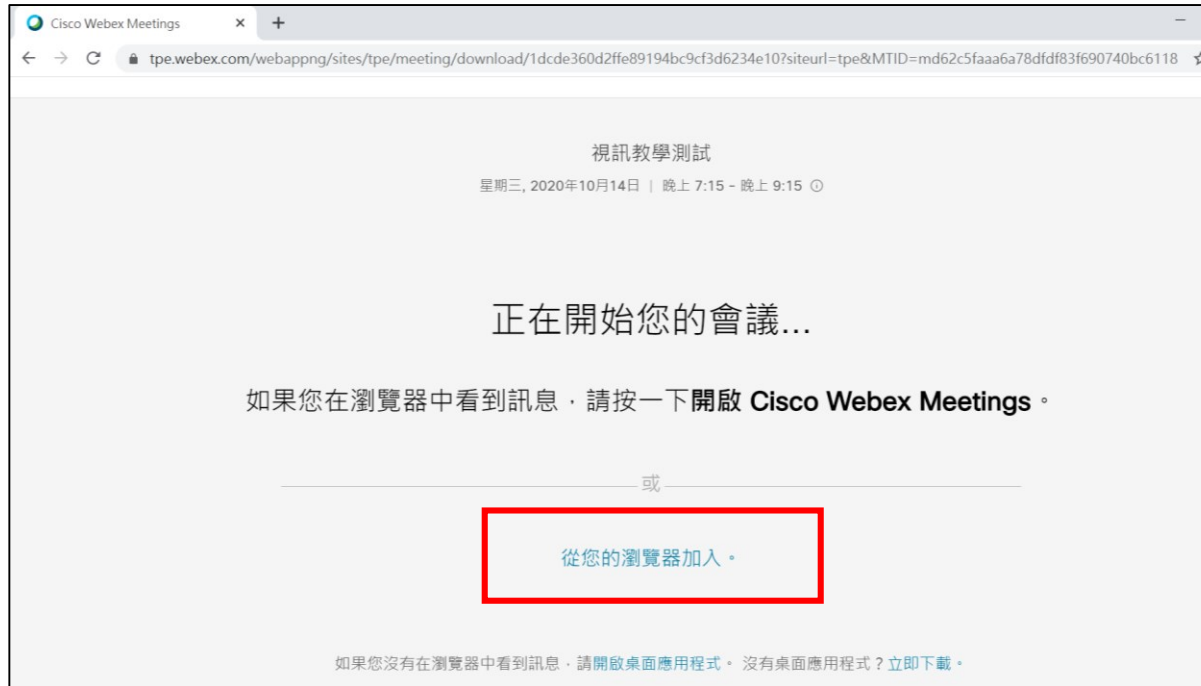 Cisco Webex Meetings
tpe.webex.com/webappng/sites/tpe/meeting/download/1dcde360d2ffe89194bc9cf3d6234e10?siteurl=tpe&MTID=md62c5faaa6a78dfdf83f690740bc6118
視訊教學測試
星期三, 2020年10月14日 | 晚上 7:15 - 晚上 9:15
正在開始您的會議...
如果您在瀏覽器中看到訊息，請按一下開啟 Cisco Webex Meetings。
或
從您的瀏覽器加入。
如果您沒有在瀏覽器中看到訊息，請開啟桌面應用程式。 沒有桌面應用程式？立即下載。